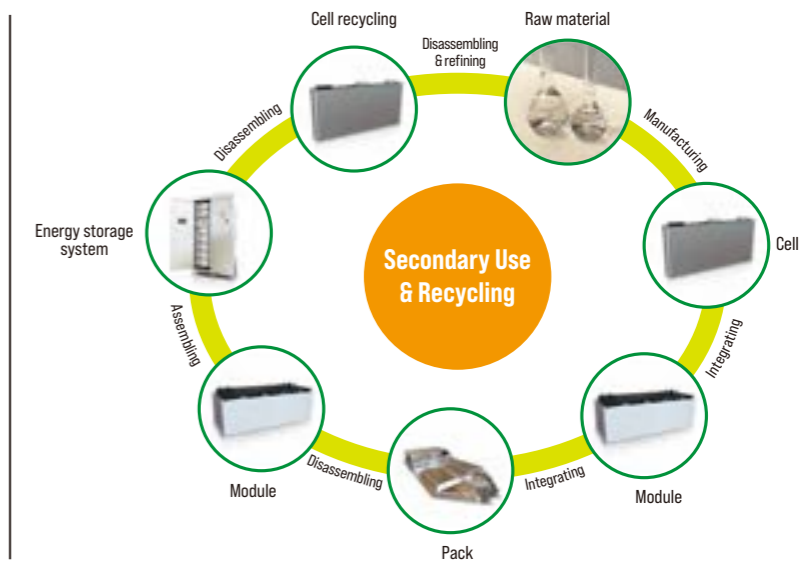 Cell recycling
Disassembling
& refining
Raw material
Manufacturing
Cell
Integrating
Module
Integrating
Pack
Disassembling
Module
Assembling
Energy storage
system
Disassembling
Secondary Use
& Recycling